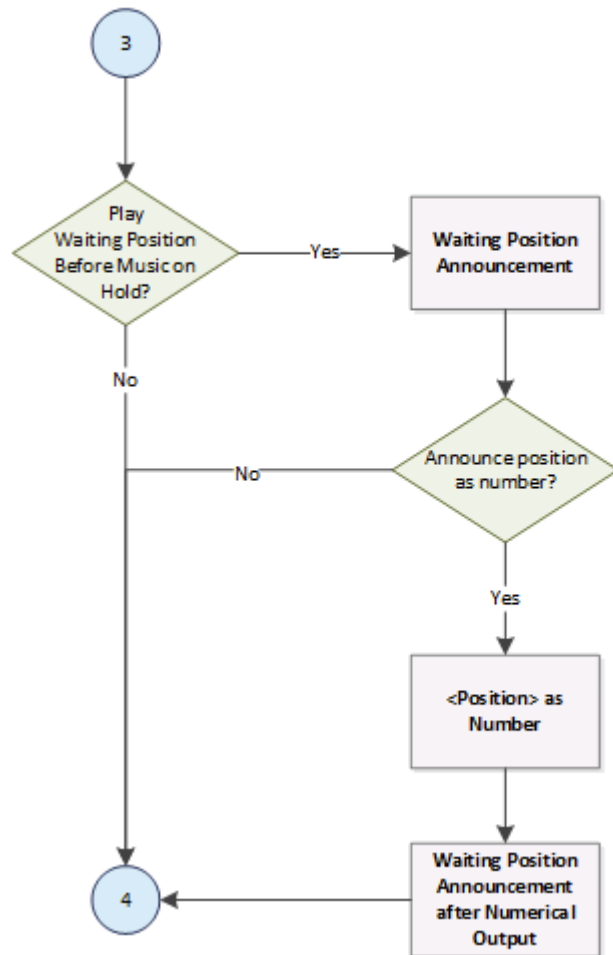 3
Play
Waiting Position
Before Music on
Hold?
Yes
Waiting Position
Announcement
No
Announce position
as number?
No
Yes
<Position> as
Number
Waiting Position
Announcement
after Numerical
Output
4